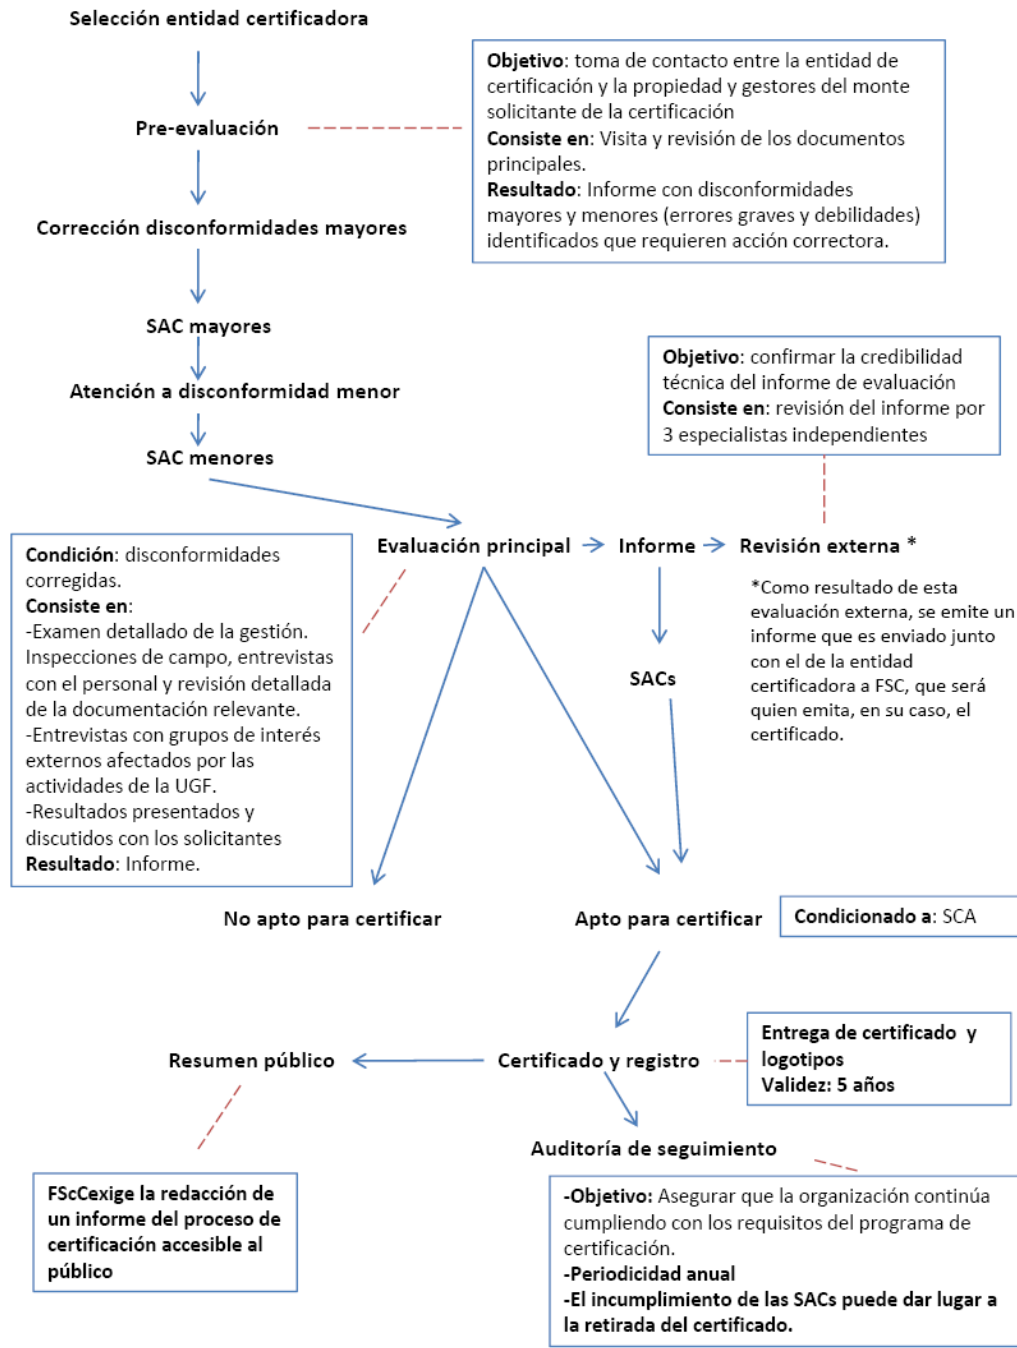 Selección entidad certificadora
Objetivo: toma de contacto entre la entidad de
certificación y la propiedad y gestores del monte
solicitante de la certificación
Consiste en: Visita y revisión de los documentos
principales.
Resultado: Informe con disconformidades
mayores y menores (errores graves y debilidades)
identificados que requieren acción correctora.
Pre-evaluación
Corrección disconformidades mayores
SAC mayores
Atención a disconformidad menor
SAC menores
Objetivo: confirmar la credibilidad
técnica del informe de evaluación
Consiste en: revisión del informe por
3 especialistas independientes
Evaluación principal
Informe
Revisión externa *
Condición: disconformidades
corregidas.
Consiste en:
-Examen detallado de la gestión.
Inspecciones de campo, entrevistas
con el personal y revisión detallada
de la documentación relevante.
-Entrevistas con grupos de interés
externos afectados por las
actividades de la UGF.
-Resultados presentados y
discutidos con los solicitantes
Resultado: Informe.
*Como resultado de esta
evaluación externa, se emite un
informe que es enviado junto
con el de la entidad
certificadora a FSC, que será
quien emita, en su caso, el
certificado.
SACs
No apto para certificar
Apto para certificar
Condicionado a: SCA
Resumen público
Certificado y registro
Entrega de certificado y
logotipos
Validez: 5 años
Auditoría de seguimiento
FScCexige la redacción de
un informe del proceso de
certificación accesible al
público
-Objetivo: Asegurar que la organización continúa
cumpliendo con los requisitos del programa de
certificación.
-Periodicidad anual
-El incumplimiento de las SACs puede dar lugar a
la retirada del certificado.